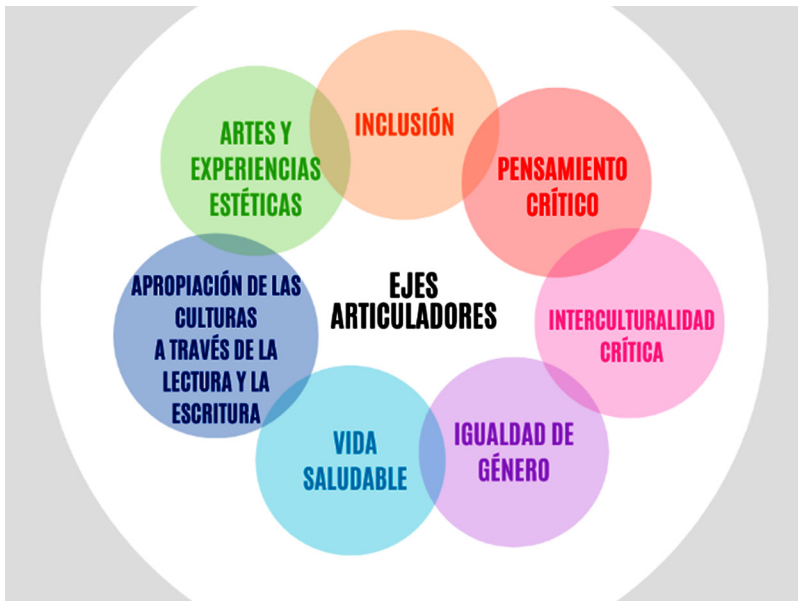 INCLUSIÓN
PENSAMIENTO
CRÍTICO
INTERCULTURALIDAD
CRÍTICA
IGUALDAD DE
GÉNERO
VIDA
SALUDABLE
APROPIACIÓN DE LAS
CULTURAS
A TRAVÉS DE LA
LECTURA Y LA
ESCRITURA
ARTES Y
EXPERIENCIAS
ESTÉTICAS
EJES
ARTICULADORES